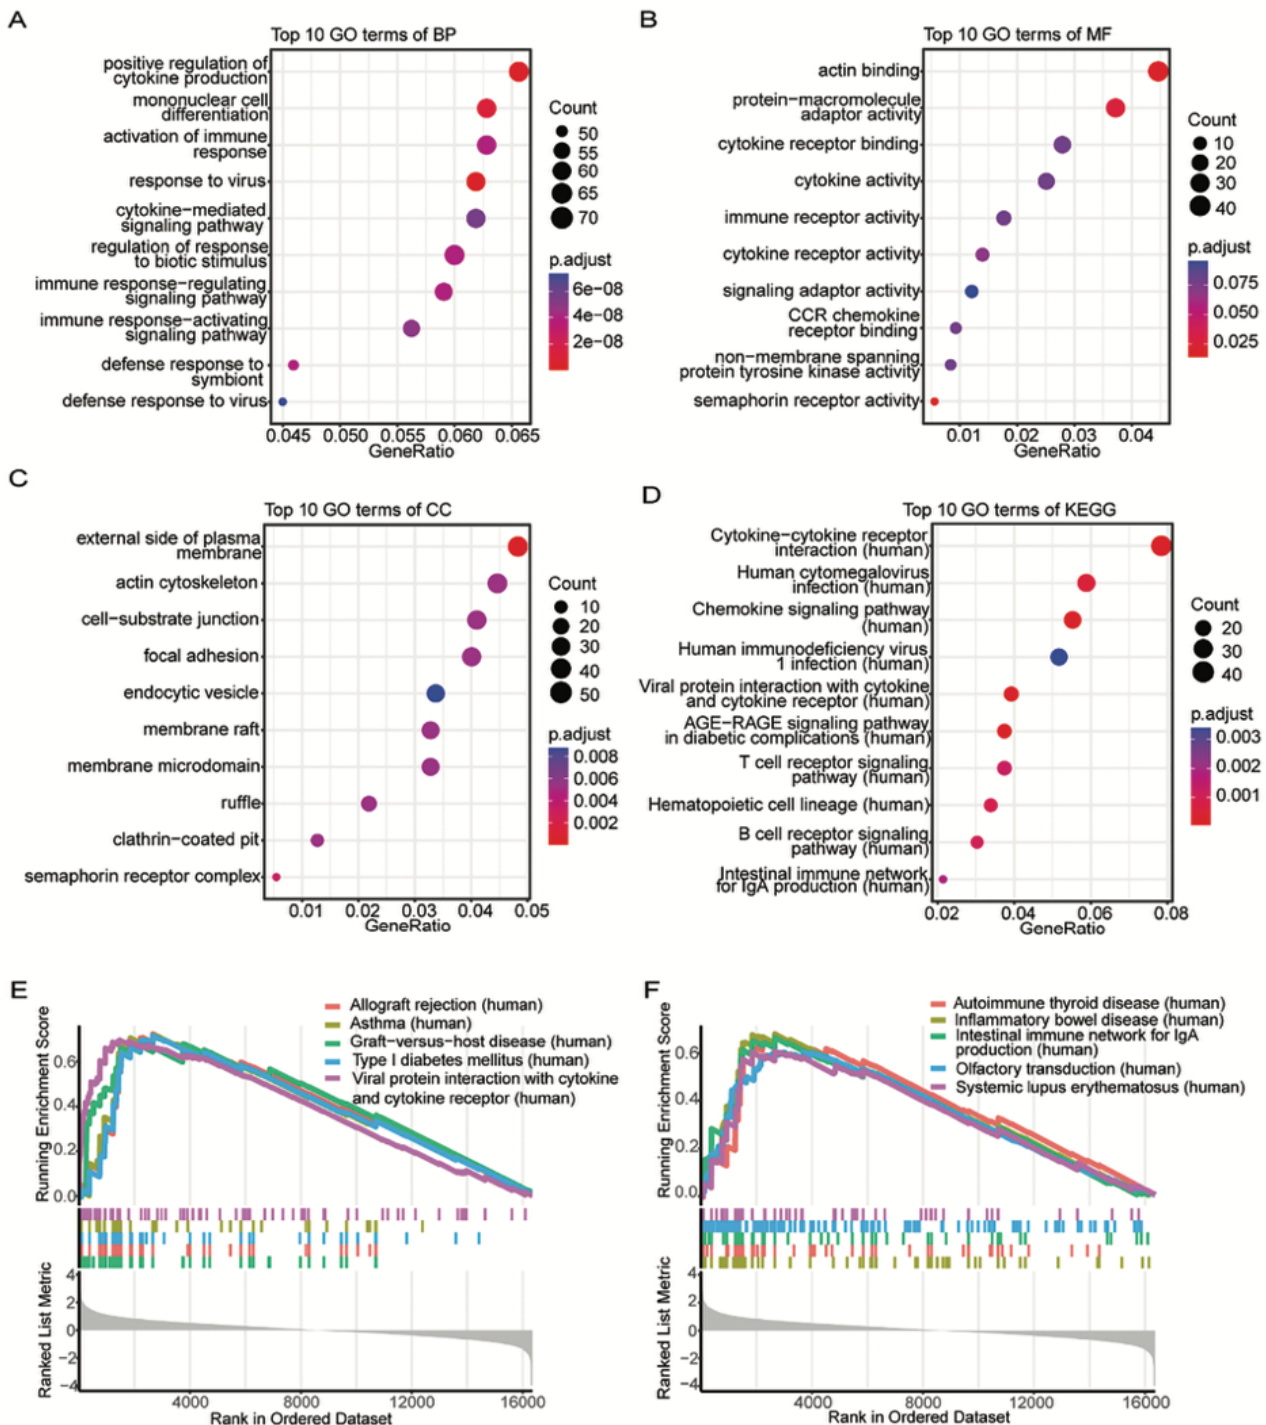 A
Top 10 GO terms of BP
positive regulation of
cytokine production
mononuclear cell
differentiation
activation of immune
response
response to virus
cytokine−mediated
signaling pathway
regulation of response
to biotic stimulus
immune response−regulating
signaling pathway
immune response−activating
signaling pathway
defense response to
symbiont
defense response to virus
0.045 0.050 0.055 0.060 0.065
GeneRatio
Count
50
55
60
65
70
p.adjust
6e−08
4e−08
2e−08
B
Top 10 GO terms of MF
actin binding
protein−macromolecule
adaptor activity
cytokine receptor binding
cytokine activity
immune receptor activity
cytokine receptor activity
signaling adaptor activity
CCR chemokine
receptor binding
non−membrane spanning
protein tyrosine kinase activity
semaphorin receptor activity
0.01 0.02 0.03 0.04
GeneRatio
Count
10
20
30
40
p.adjust
0.075
0.050
0.025
C
Top 10 GO terms of CC
external side of plasma
membrane
actin cytoskeleton
cell−substrate junction
focal adhesion
endocytic vesicle
membrane raft
membrane microdomain
ruffle
clathrin−coated pit
semaphorin receptor complex
0.01 0.02 0.03 0.04 0.05
GeneRatio
Count
10
20
30
40
50
p.adjust
0.008
0.006
0.004
0.002
D
Top 10 GO terms of KEGG
Cytokine−cytokine receptor
interaction (human)
Human cytomegalovirus
infection (human)
Chemokine signaling pathway
(human)
Human immunodeficiency virus
1 infection (human)
Viral protein interaction with cytokine
and cytokine receptor (human)
AGE−RAGE signaling pathway
in diabetic complications (human)
T cell receptor signaling
pathway (human)
Hematopoietic cell lineage (human)
B cell receptor signaling
pathway (human)
Intestinal immune network
for IgA production (human)
0.02 0.04 0.06 0.08
GeneRatio
Count
20
30
40
p.adjust
0.003
0.002
0.001
E
Allograft rejection (human)
Asthma (human)
Graft−versus−host disease (human)
Type I diabetes mellitus (human)
Viral protein interaction with cytokine
and cytokine receptor (human)
Running Enrichment Score
0.6
0.4
0.2
0.0
Ranked List Metric
4
2
0
−2
−4
4000 8000 12000 16000
Rank in Ordered Dataset
F
Autoimmune thyroid disease (human)
Inflammatory bowel disease (human)
Intestinal immune network for IgA
production (human)
Olfactory transduction (human)
Systemic lupus erythematosus (human)
Running Enrichment Score
0.6
0.4
0.2
0.0
Ranked List Metric
4
2
0
−2
−4
4000 8000 12000 16000
Rank in Ordered Dataset